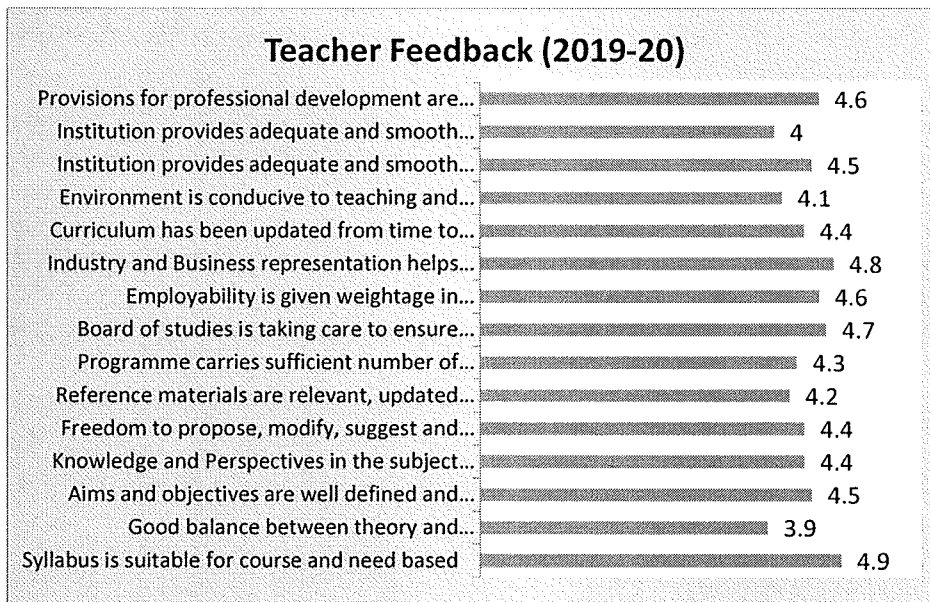 Teacher Feedback (2019-20)
Provisions for professional development are... 4.6
Institution provides adequate and smooth... 4
Institution provides adequate and smooth... 4.5
Environment is conducive to teaching and... 4.1
Curriculum has been updated from time to... 4.4
Industry and Business representation helps... 4.8
Employability is given weightage in... 4.6
Board of studies is taking care to ensure... 4.7
Programme carries sufficient number of... 4.3
Reference materials are relevant, updated... 4.2
Freedom to propose, modify, suggest and... 4.4
Knowledge and Perspectives in the subject... 4.4
Aims and objectives are well defined and... 4.5
Good balance between theory and... 3.9
Syllabus is suitable for course and need based 4.9